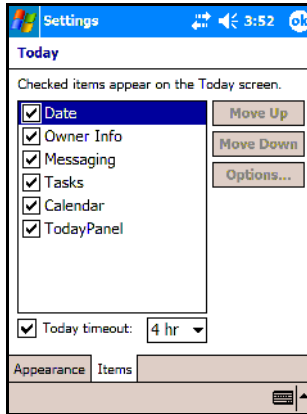 Settings
3:52
ok
Today
Checked items appear on the Today screen.
Date
Owner Info
Messaging
Tasks
Calendar
TodayPanel
Move Up
Move Down
Options...
Today timeout: 4 hr
Appearance Items